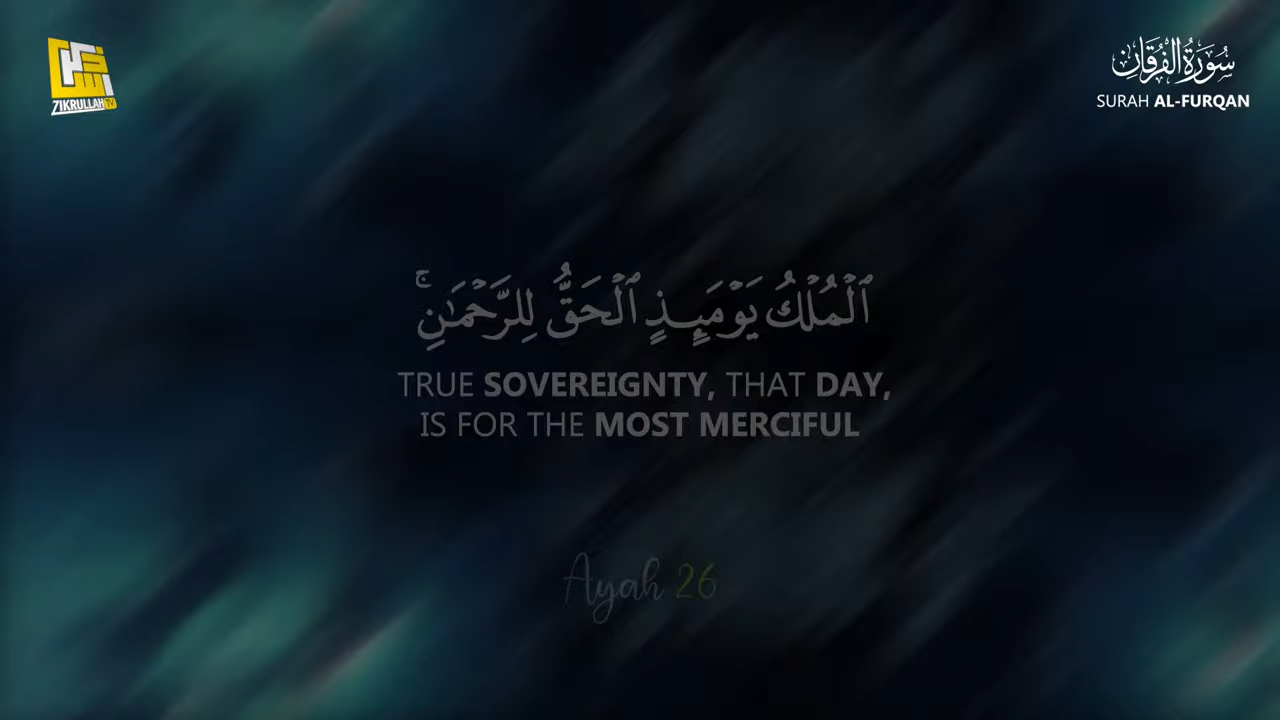 ZIKRULLAH TV
سُورَةُ الْفُرْقَان
SURAH AL-FURQAN
ٱلْمُلْكُ يَوْمَئِذٍ ٱلْحَقُّ لِلرَّحْمَـٰنِ ۚ
TRUE SOVEREIGNTY, THAT DAY,
IS FOR THE MOST MERCIFUL
Ayah 26